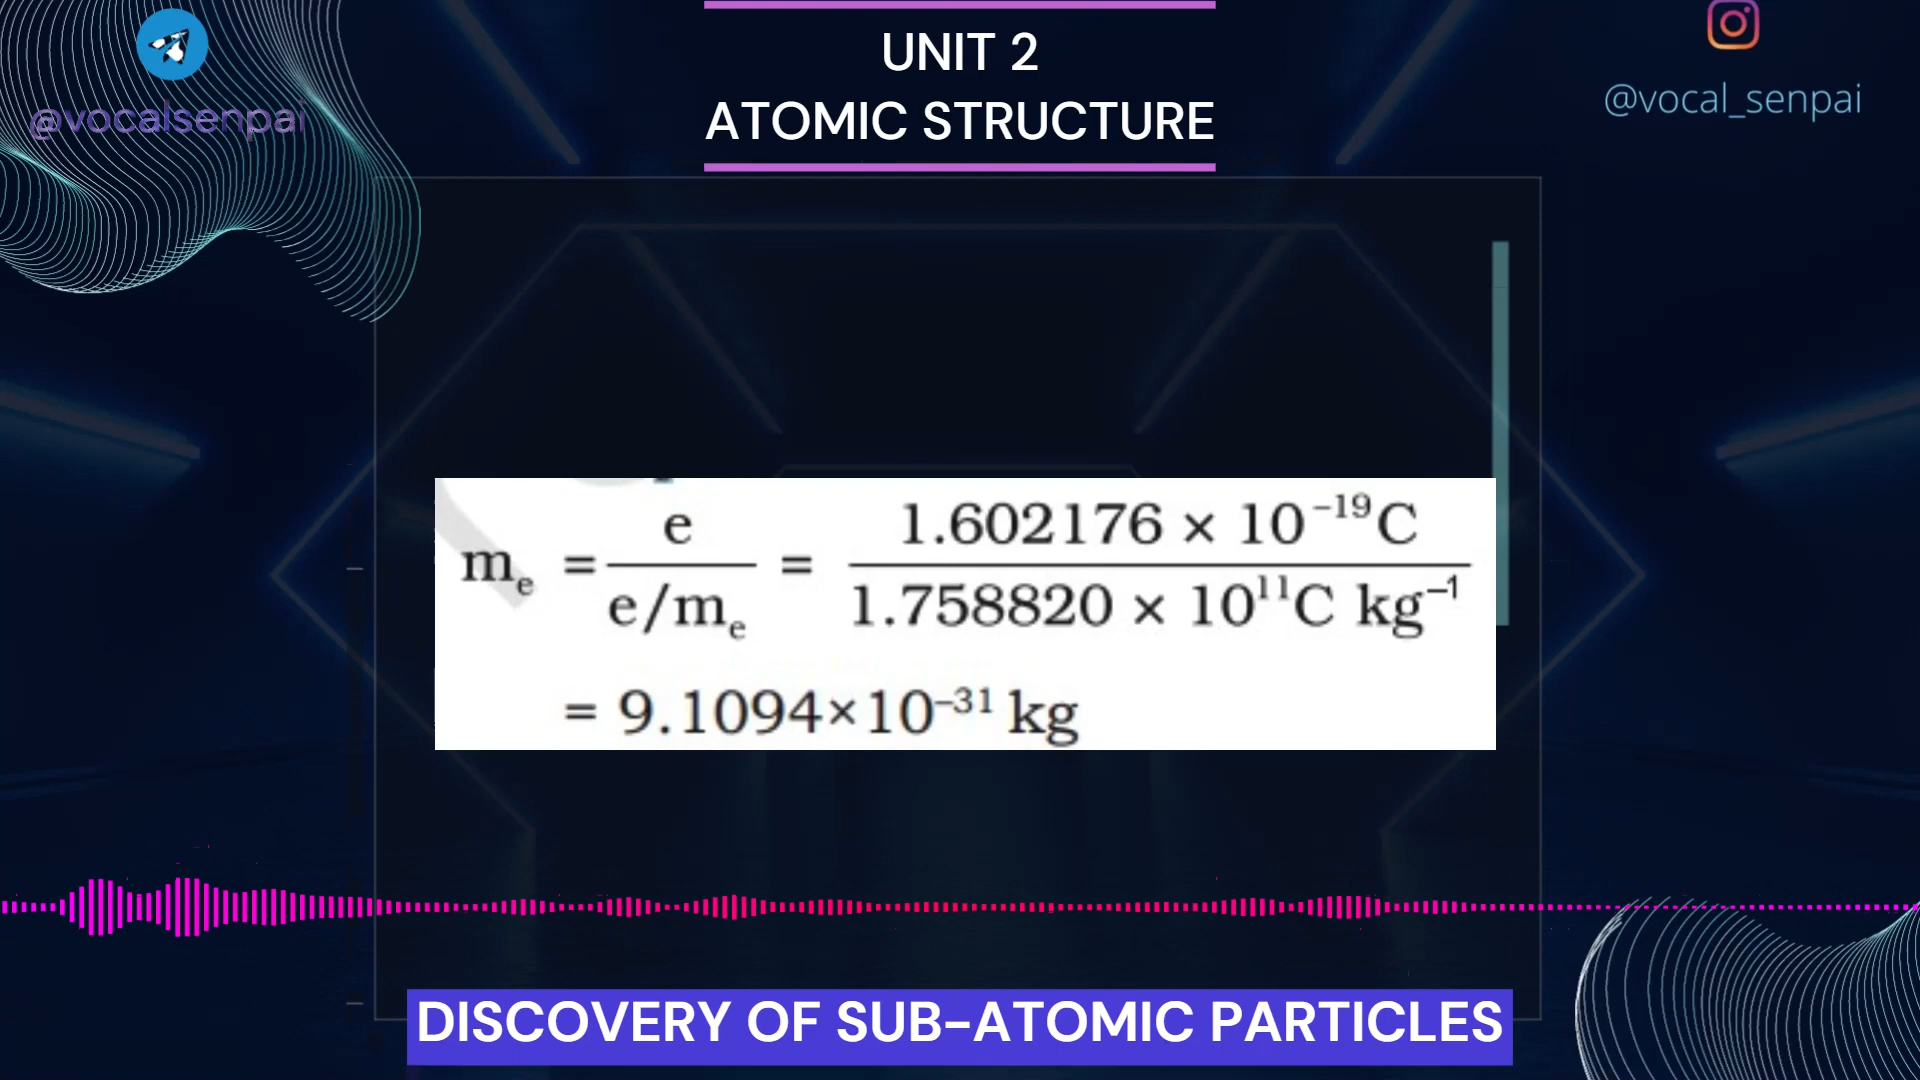 UNIT 2
ATOMIC STRUCTURE
@vocalsenpai
@vocal_senpai
mₑ = e / e/mₑ = 1.602176 × 10⁻¹⁹C / 1.758820 × 10¹¹C kg⁻¹
= 9.1094×10⁻³¹ kg
DISCOVERY OF SUB-ATOMIC PARTICLES